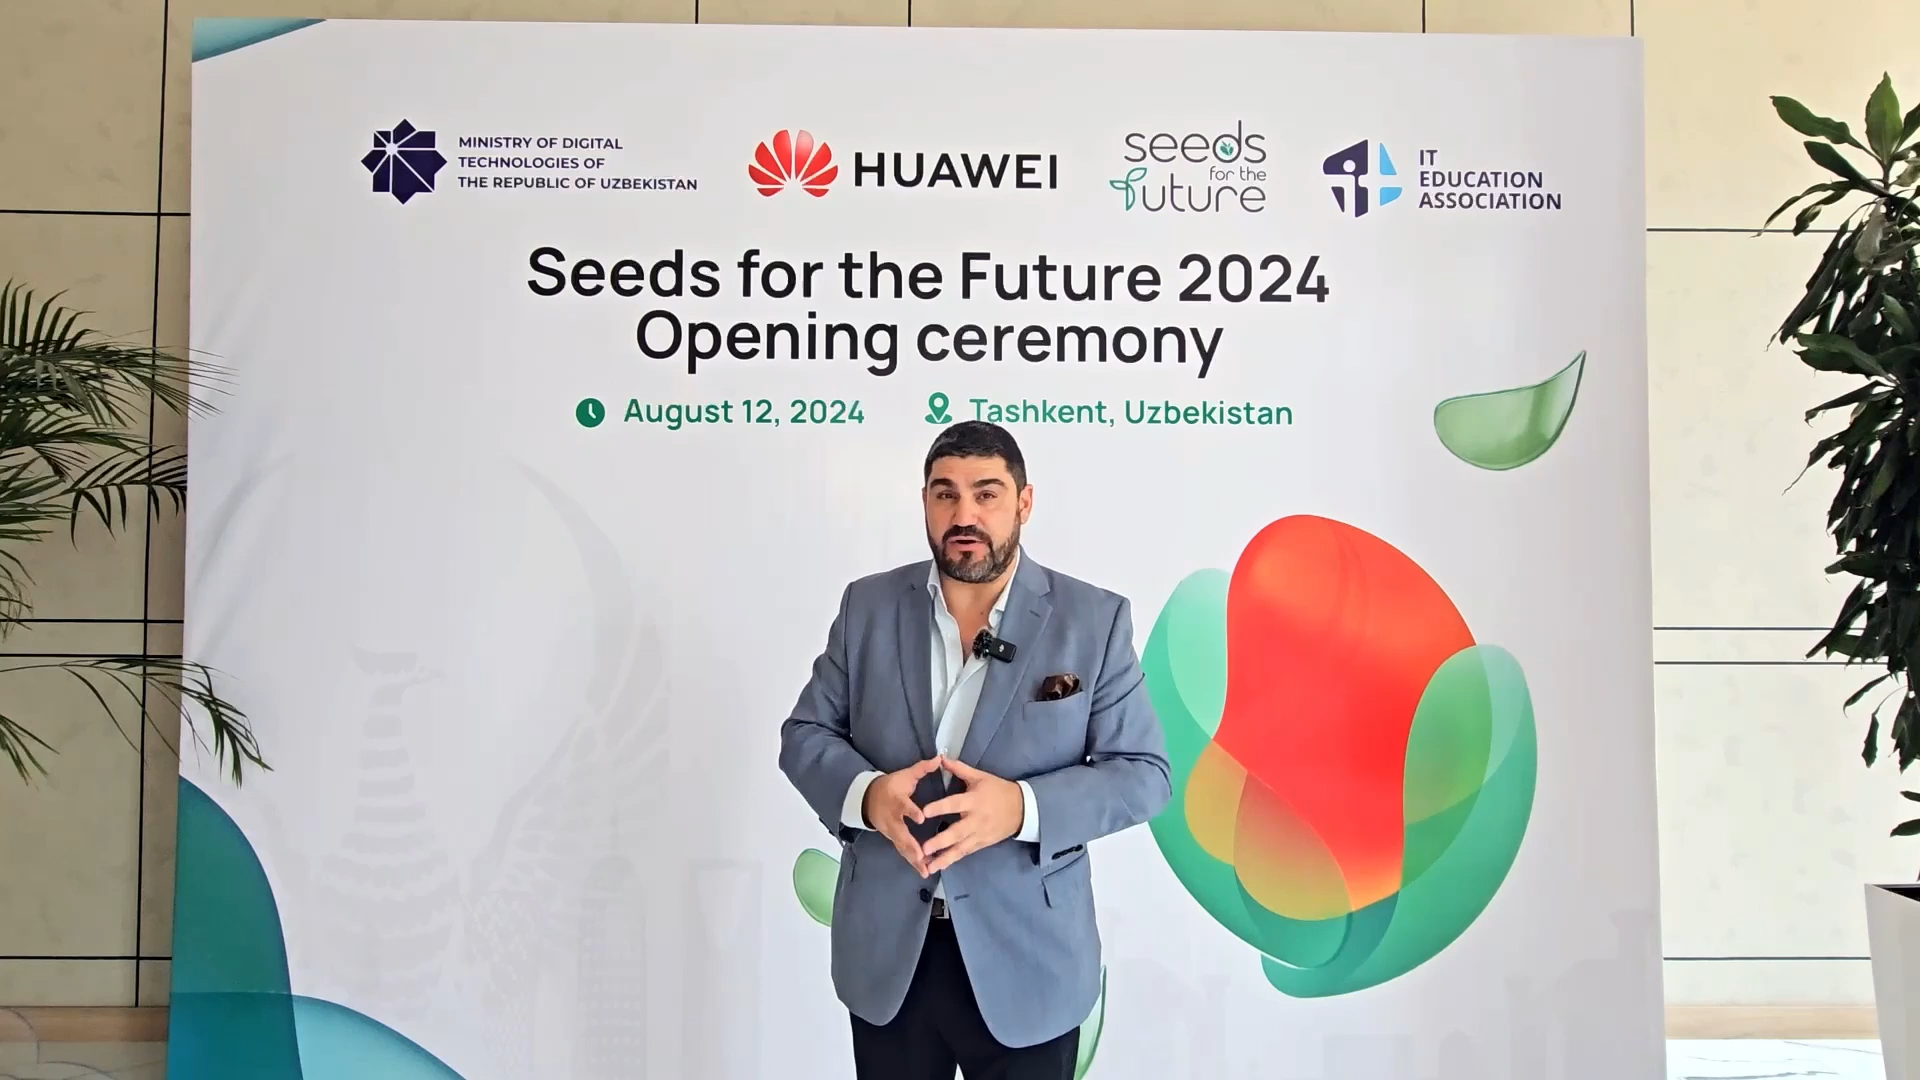 MINISTRY OF DIGITAL
TECHNOLOGIES OF
THE REPUBLIC OF UZBEKISTAN
HUAWEI
seeds
for the
future
IT
EDUCATION
ASSOCIATION
Seeds for the Future 2024
Opening ceremony
August 12, 2024
Tashkent, Uzbekistan